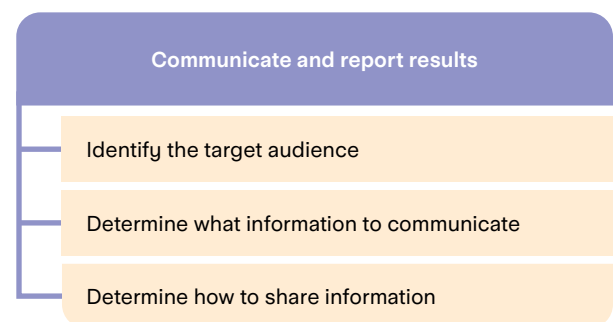 Communicate and report results
Identify the target audience
Determine what information to communicate
Determine how to share information